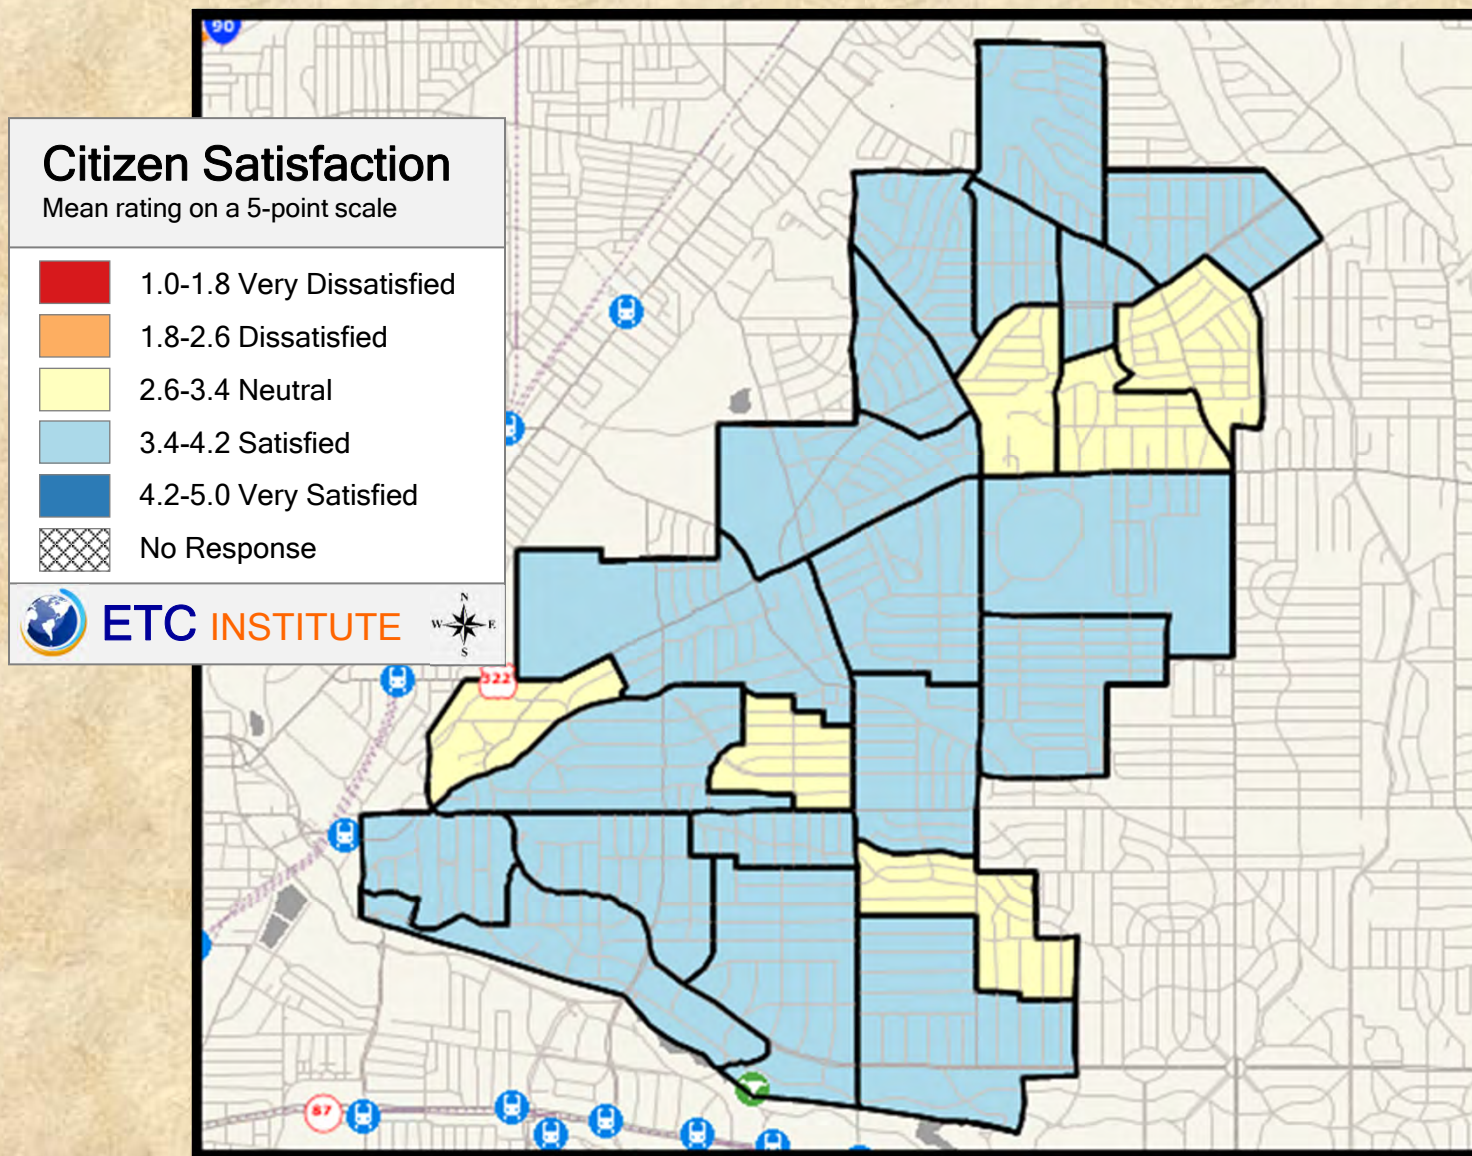 90
Citizen Satisfaction
Mean rating on a 5-point scale
1.0-1.8 Very Dissatisfied
1.8-2.6 Dissatisfied
2.6-3.4 Neutral
3.4-4.2 Satisfied
4.2-5.0 Very Satisfied
No Response
ETC INSTITUTE
N
W E
S
322
87